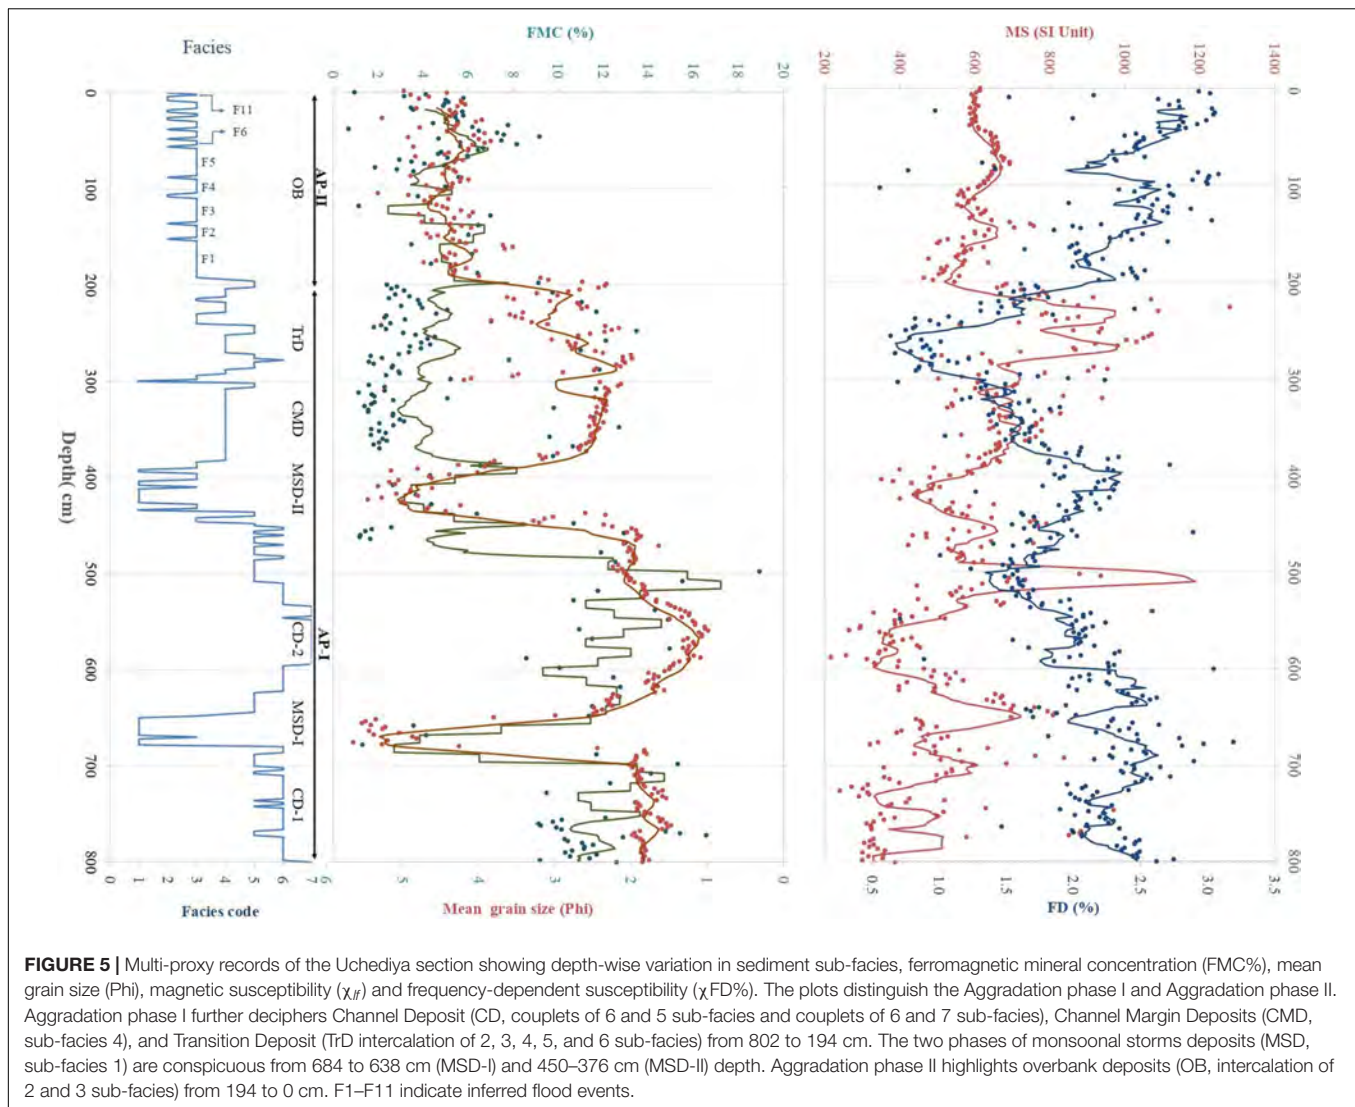 FMC (%)
MS (SI Unit)
Facies
0 2 4 6 8 10 12 14 16 18 20
200 400 600 800 1000 1200 1400
0
100
200
300
400
500
600
700
800
Depth( cm)
F11
F6
F5
F4
F3
F2
F1
OB
TrD
CMD
MSD-II
CD-2
MSD-I
CD-1
AP-II
AP-I
0
100
200
300
400
500
600
700
800
0 1 2 3 4 5 6 7
6 5 4 3 2 1 0
0.5 1.0 1.5 2.0 2.5 3.0 3.5
Facies code
Mean grain size (Phi)
FD (%)
FIGURE 5 | Multi-proxy records of the Uchediya section showing depth-wise variation in sediment sub-facies, ferromagnetic mineral concentration (FMC%), mean
grain size (Phi), magnetic susceptibility (χlf) and frequency-dependent susceptibility (χFD%). The plots distinguish the Aggradation phase I and Aggradation phase II.
Aggradation phase I further deciphers Channel Deposit (CD, couplets of 6 and 5 sub-facies and couplets of 6 and 7 sub-facies), Channel Margin Deposits (CMD,
sub-facies 4), and Transition Deposit (TrD intercalation of 2, 3, 4, 5, and 6 sub-facies) from 802 to 194 cm. The two phases of monsoonal storms deposits (MSD,
sub-facies 1) are conspicuous from 684 to 638 cm (MSD-I) and 450–376 cm (MSD-II) depth. Aggradation phase II highlights overbank deposits (OB, intercalation of
2 and 3 sub-facies) from 194 to 0 cm. F1–F11 indicate inferred flood events.